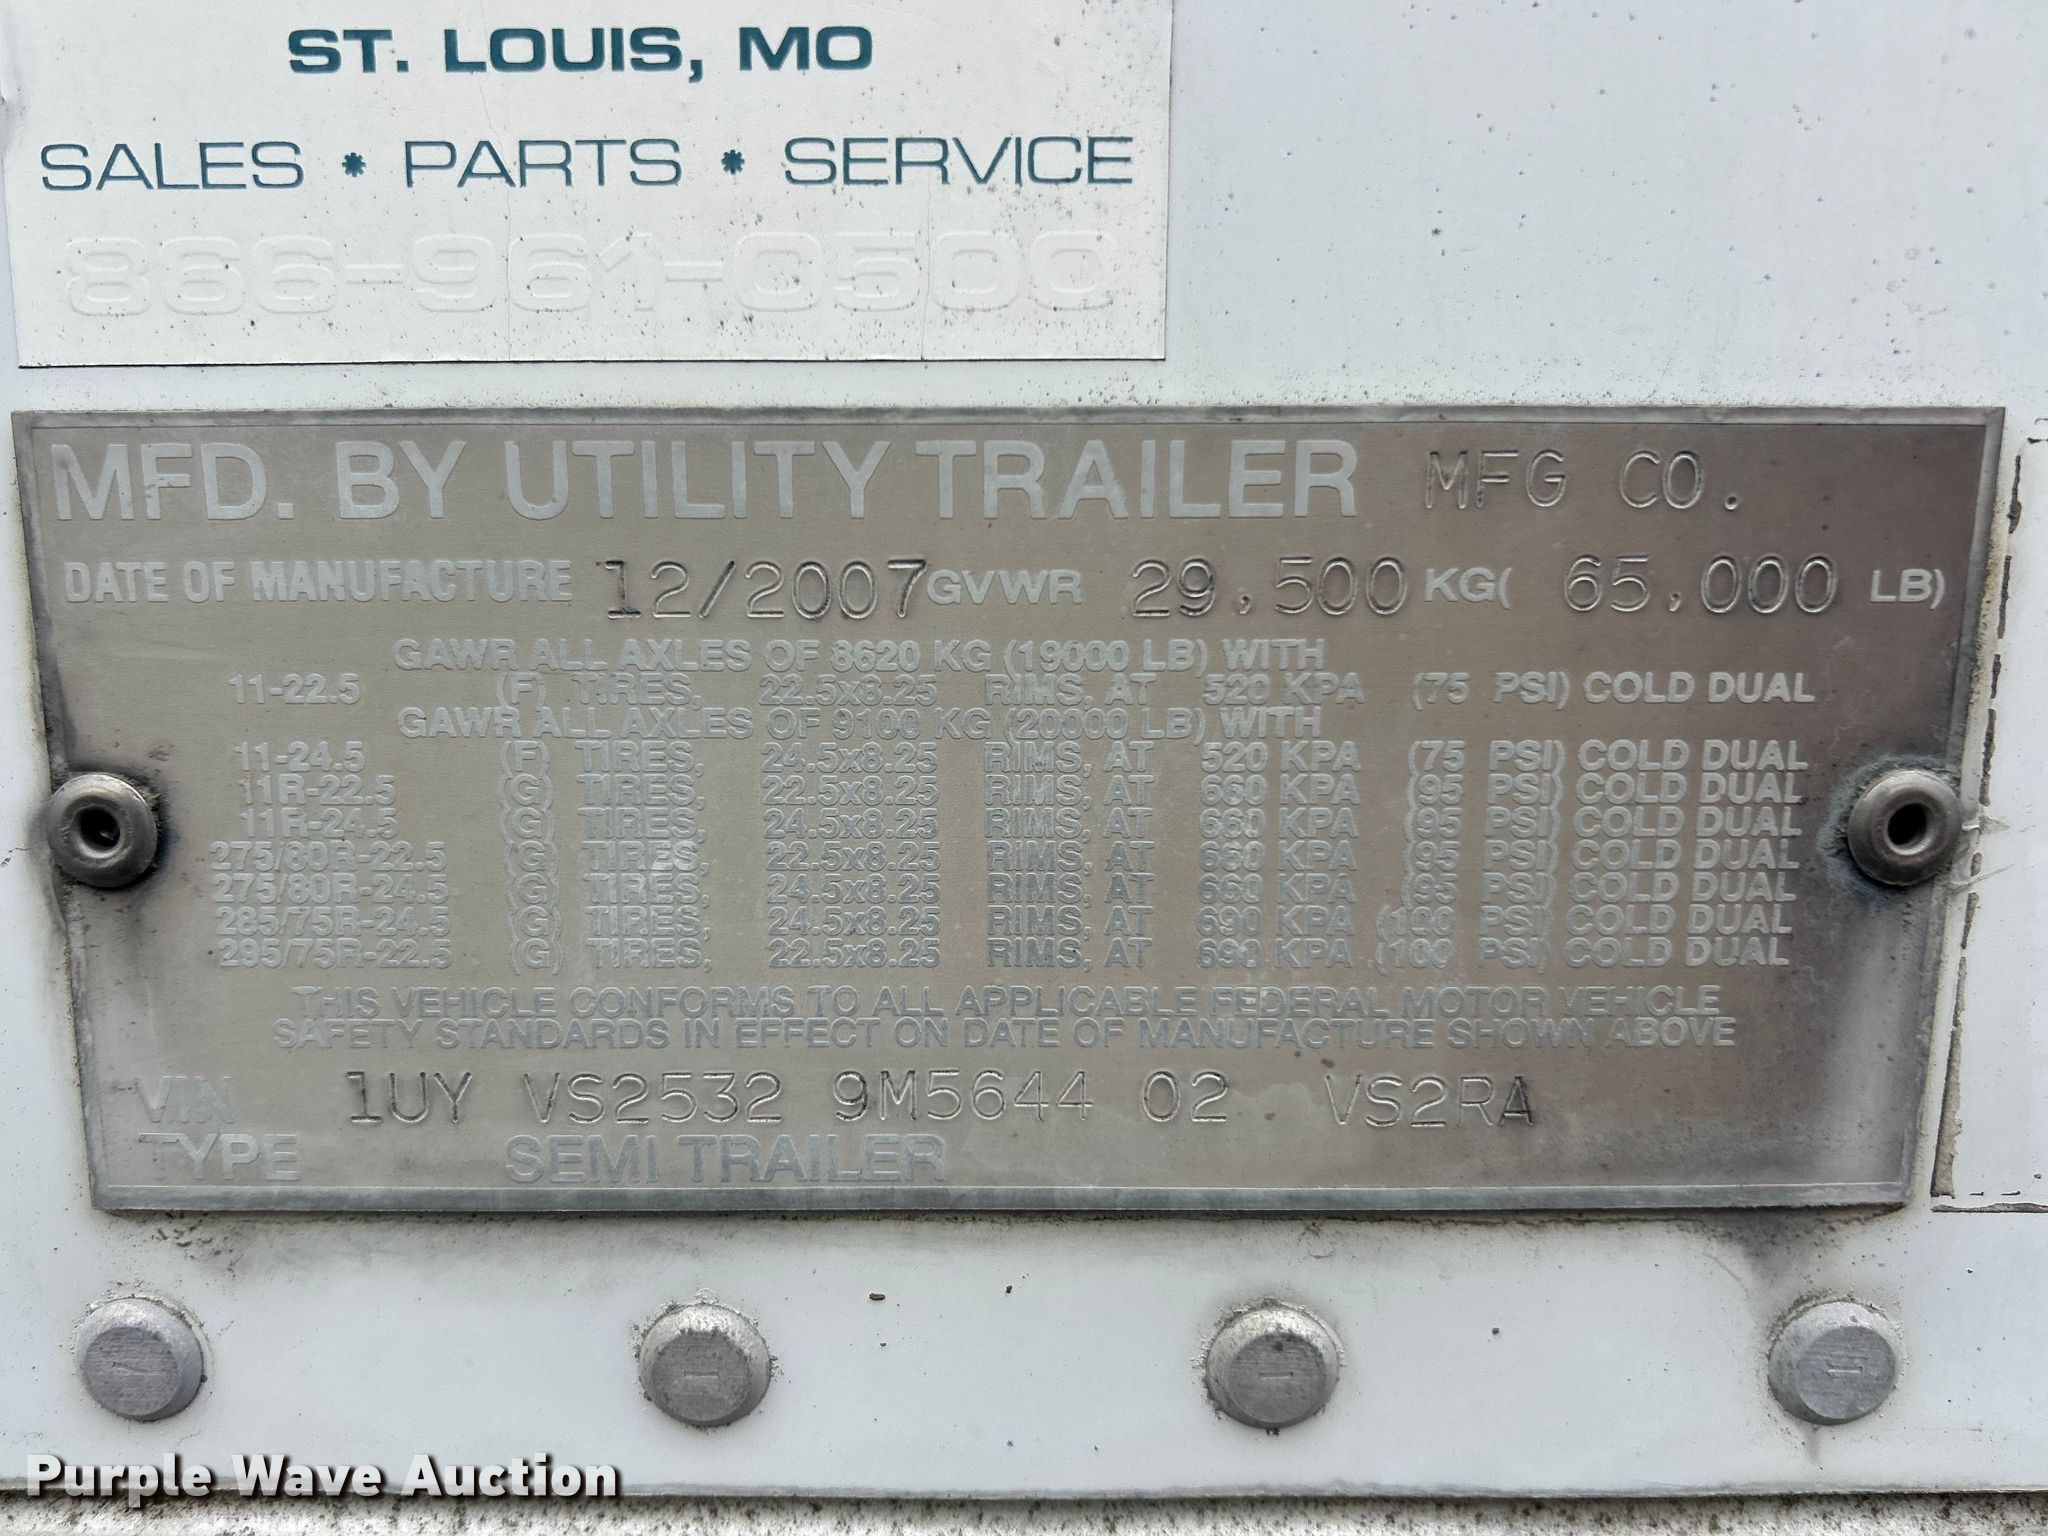 ST. LOUIS, MO
SALES * PARTS * SERVICE
866-961-0500
MFD. BY UTILITY TRAILER MFG CO.
DATE OF MANUFACTURE 12/2007 GVWR 29,500 KG( 65,000 LB)
GAWR ALL AXLES OF 8620 KG (19000 LB) WITH
11-22.5 (F) TIRES, 22.5x8.25 RIMS, AT 520 KPA (75 PSI) COLD DUAL
GAWR ALL AXLES OF 9100 KG (20000 LB) WITH
11-24.5 (F) TIRES, 24.5x8.25 RIMS, AT 520 KPA (75 PSI) COLD DUAL
11R-22.5 (G) TIRES, 22.5x8.25 RIMS, AT 660 KPA (95 PSI) COLD DUAL
11R-24.5 (G) TIRES, 24.5x8.25 RIMS, AT 660 KPA (95 PSI) COLD DUAL
275/80R-22.5 (G) TIRES, 22.5x8.25 RIMS, AT 660 KPA (95 PSI) COLD DUAL
275/80R-24.5 (G) TIRES, 24.5x8.25 RIMS, AT 660 KPA (95 PSI) COLD DUAL
285/75R-24.5 (G) TIRES, 24.5x8.25 RIMS, AT 690 KPA (100 PSI) COLD DUAL
295/75R-22.5 (G) TIRES, 22.5x8.25 RIMS, AT 690 KPA (100 PSI) COLD DUAL
THIS VEHICLE CONFORMS TO ALL APPLICABLE FEDERAL MOTOR VEHICLE
SAFETY STANDARDS IN EFFECT ON DATE OF MANUFACTURE SHOWN ABOVE
VIN 1UY VS2532 9M5644 02 VS2RA
TYPE SEMI TRAILER
Purple Wave Auction